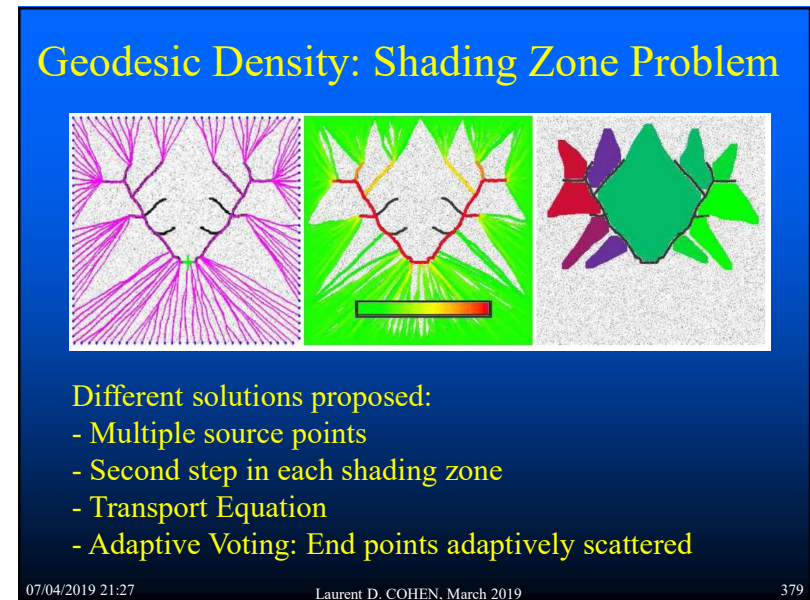 Geodesic Density: Shading Zone Problem
Different solutions proposed:
- Multiple source points
- Second step in each shading zone
- Transport Equation
- Adaptive Voting: End points adaptively scattered
07/04/2019 21:27
Laurent D. COHEN, March 2019
379